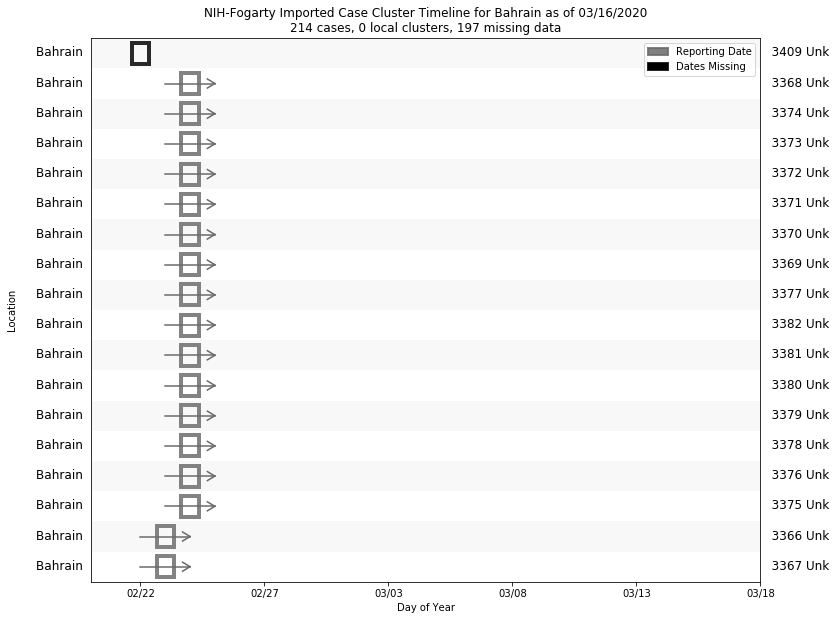 NIH-Fogarty Imported Case Cluster Timeline for Bahrain as of 03/16/2020
214 cases, 0 local clusters, 197 missing data
Reporting Date
Dates Missing
Bahrain 3409 Unk
Bahrain 3368 Unk
Bahrain 3374 Unk
Bahrain 3373 Unk
Bahrain 3372 Unk
Bahrain 3371 Unk
Bahrain 3370 Unk
Bahrain 3369 Unk
Bahrain 3377 Unk
Bahrain 3382 Unk
Bahrain 3381 Unk
Bahrain 3380 Unk
Bahrain 3379 Unk
Bahrain 3378 Unk
Bahrain 3376 Unk
Bahrain 3375 Unk
Bahrain 3366 Unk
Bahrain 3367 Unk
Location
02/22 02/27 03/03 03/08 03/13 03/18
Day of Year